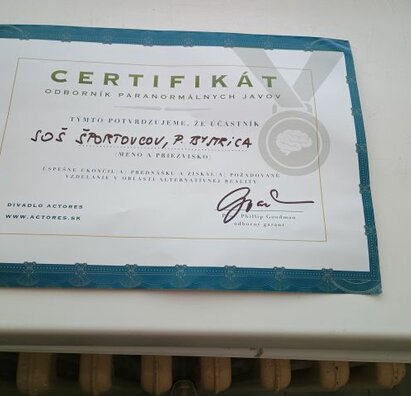 CERTIFIKÁT
ODBORNÍK PARANORMÁLNYCH JAVOV
TÝMTO POTVRDZUJEME, ŽE ÚČASTNÍK
SOŠ ŠPORTOVCOV, P. BYSTRICA
MENO A PRIEZVISKO
ÚSPEŠNE UKONČIL /A/ PREDNÁŠKU A ZÍSKAL /A/ POŽADOVANÉ
VZDELANIE V OBLASTI ALTERNATÍVNEJ REALITY
DIVADLO ACTORES
WWW.ACTORES.SK
Phillip Goodman
odborný garant